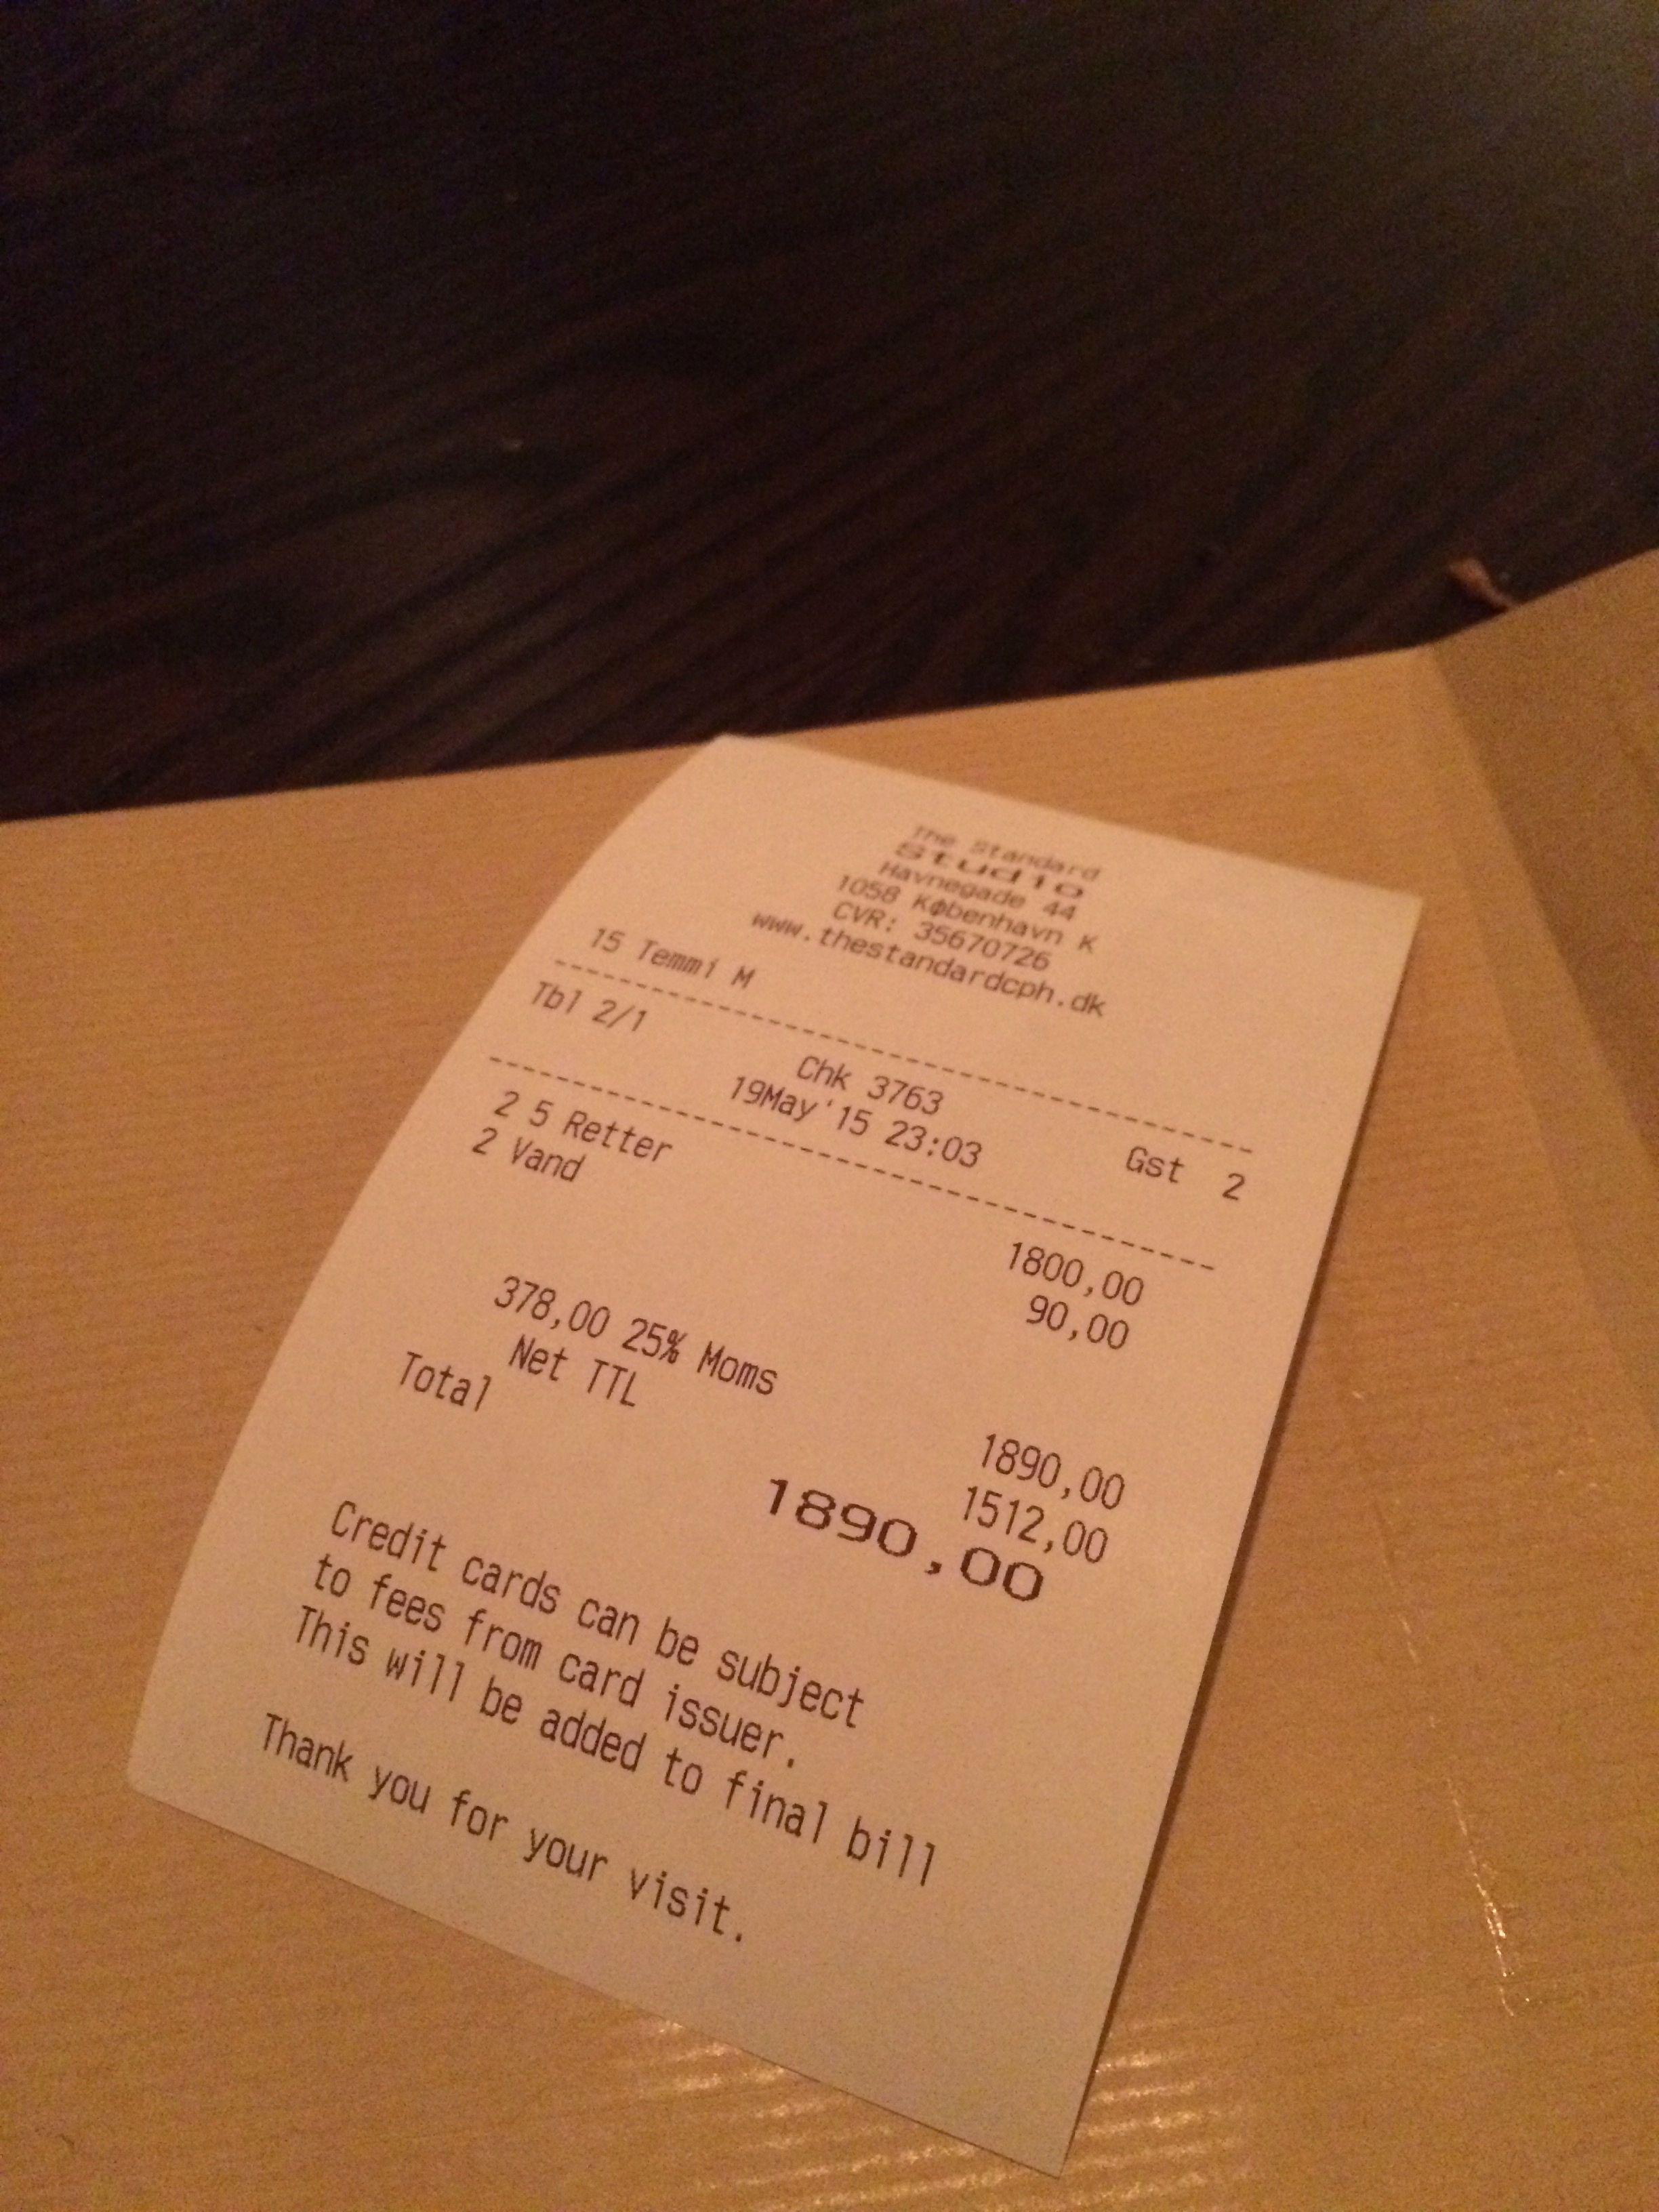 The Standard
Studio
Havnegade 44
1058 København K
CVR: 35670726
www.thestandardcph.dk
15 Temmi M
Tbl 2/1 Chk 3763 Gst 2
19May'15 23:03
2 5 Retter 1800,00
2 Vand 90,00
378,00 25% Moms 1890,00
Net TTL 1512,00
Total 1890,00
Credit cards can be subject
to fees from card issuer.
This will be added to final bill
Thank you for your visit.